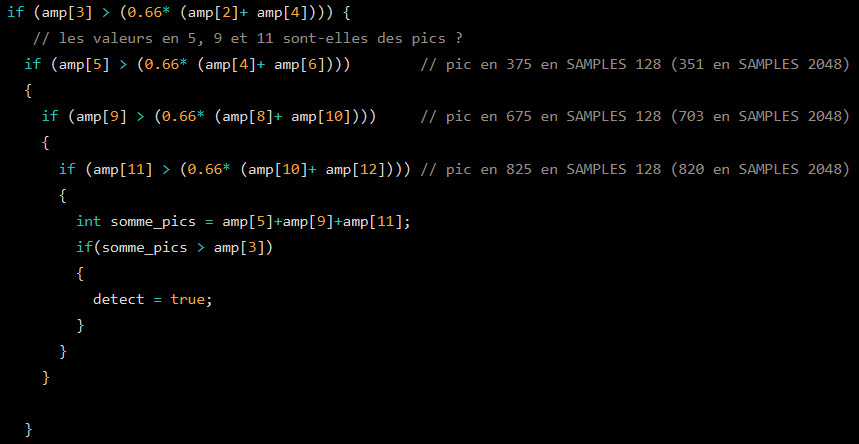 if (amp[3] > (0.66* (amp[2]+ amp[4]))) {
// les valeurs en 5, 9 et 11 sont-elles des pics ?
if (amp[5] > (0.66* (amp[4]+ amp[6]))) // pic en 375 en SAMPLES 128 (351 en SAMPLES 2048)
{
if (amp[9] > (0.66* (amp[8]+ amp[10]))) // pic en 675 en SAMPLES 128 (703 en SAMPLES 2048)
{
if (amp[11] > (0.66* (amp[10]+ amp[12]))) // pic en 825 en SAMPLES 128 (820 en SAMPLES 2048)
{
int somme_pics = amp[5]+amp[9]+amp[11];
if(somme_pics > amp[3])
{
detect = true;
}
}
}
}